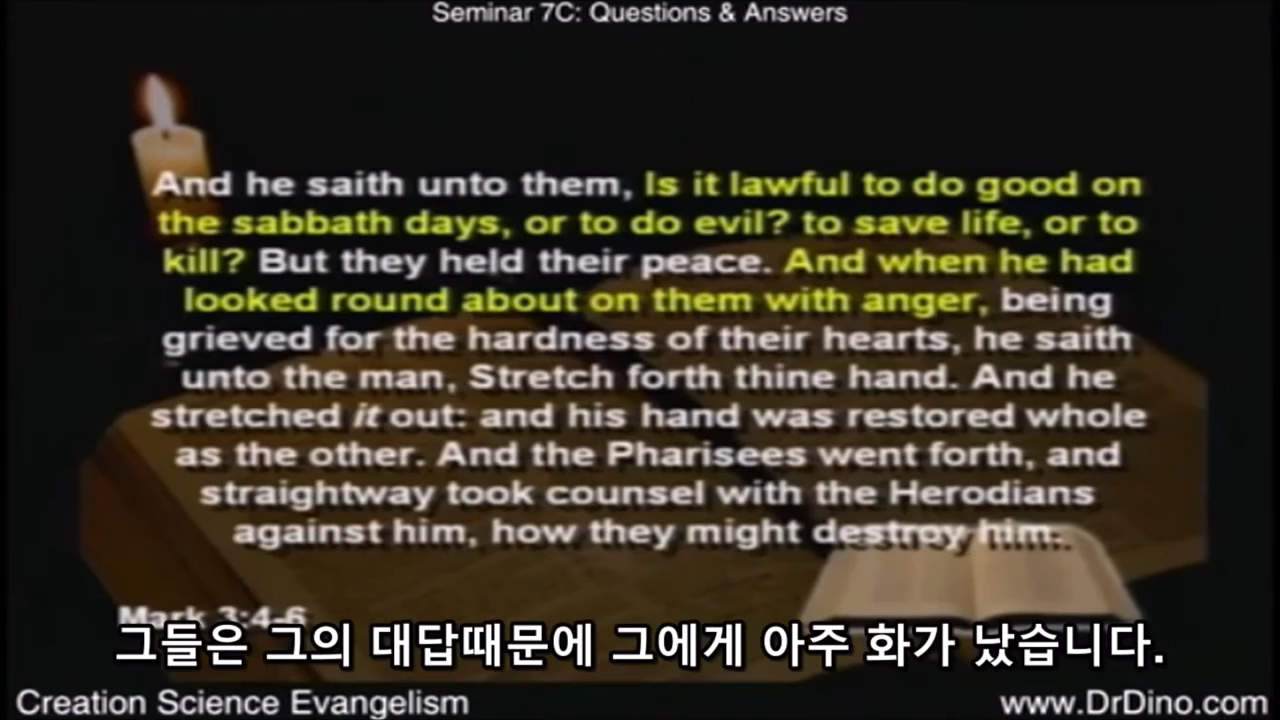 Seminar 7C: Questions & Answers
And he saith unto them, Is it lawful to do good on
the sabbath days, or to do evil? to save life, or to
kill? But they held their peace. And when he had
looked round about on them with anger, being
grieved for the hardness of their hearts, he saith
unto the man, Stretch forth thine hand. And he
stretched it out: and his hand was restored whole
as the other. And the Pharisees went forth, and
straightway took counsel with the Herodians
against him, how they might destroy him.
Mark 3:4-6
그들은 그의 대답때문에 그에게 아주 화가 났습니다.
Creation Science Evangelism
www.DrDino.com